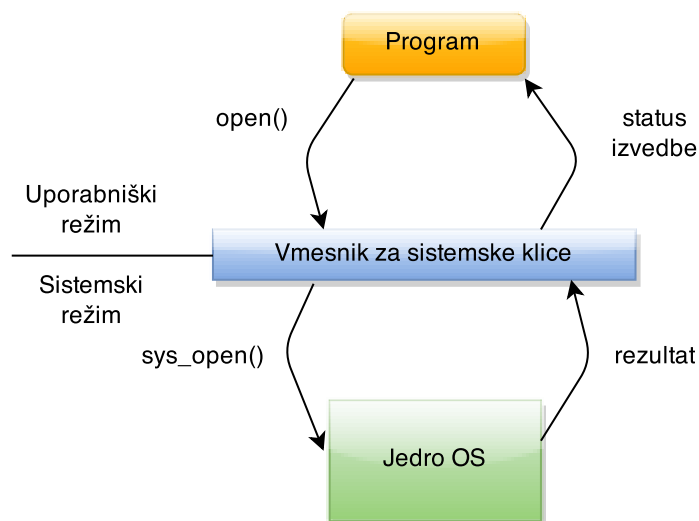 Program
open()
status
izvedbe
Uporabniški
režim
Vmesnik za sistemske klice
Sistemski
režim
sys_open()
rezultat
Jedro OS